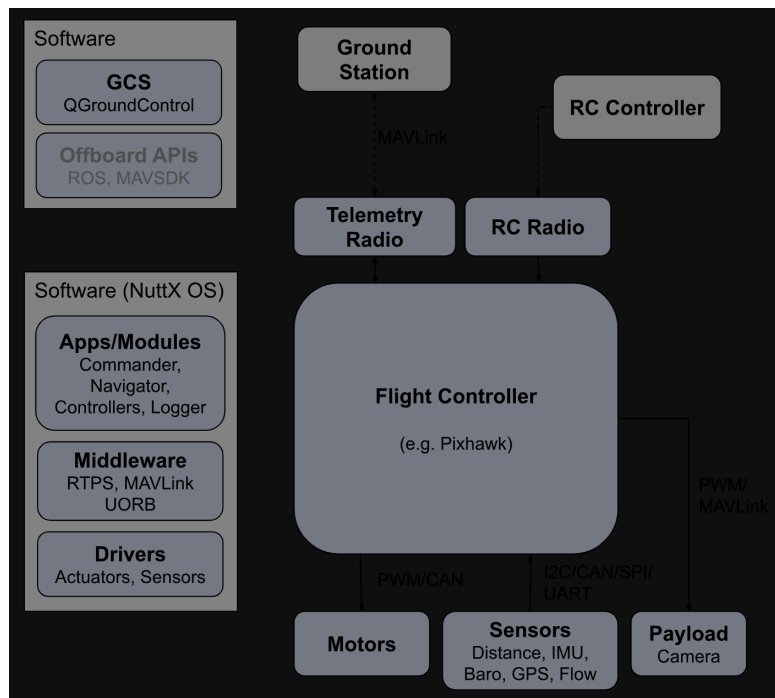 Software
GCS
QGroundControl
Offboard APIs
ROS, MAVSDK
Ground
Station
RC Controller
MAVLink
Telemetry
Radio
RC Radio
Software (NuttX OS)
Apps/Modules
Commander,
Navigator,
Controllers, Logger
Middleware
RTPS, MAVLink
UORB
Drivers
Actuators, Sensors
Flight Controller
(e.g. Pixhawk)
PWM/
MAVLink
PWM/CAN
I2C/CAN/SPI/
UART
Motors
Sensors
Distance, IMU,
Baro, GPS, Flow
Payload
Camera